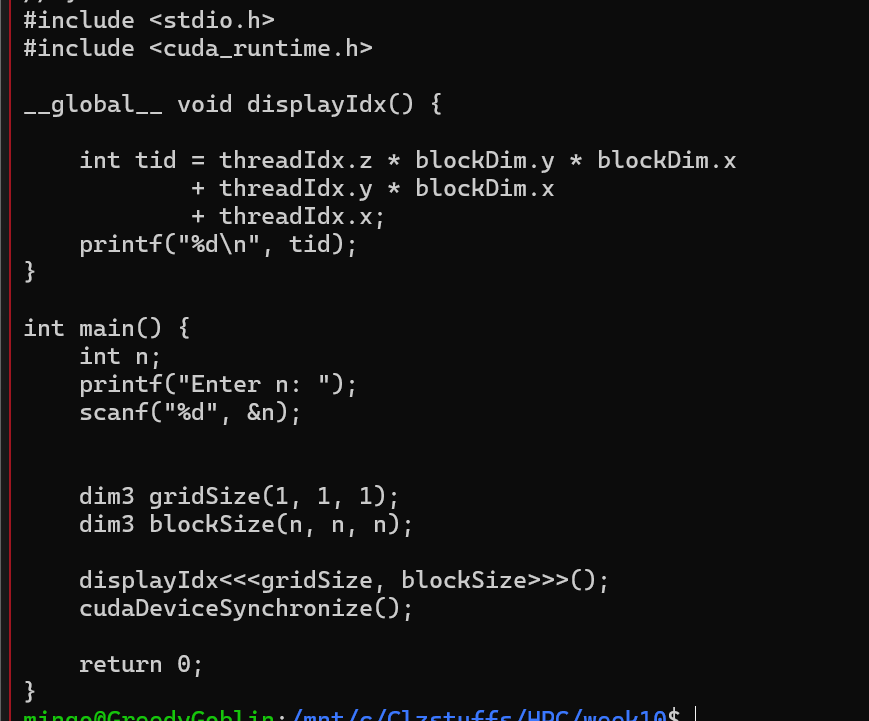 #include <stdio.h>
#include <cuda_runtime.h>

__global__ void displayIdx() {

    int tid = threadIdx.z * blockDim.y * blockDim.x
            + threadIdx.y * blockDim.x
            + threadIdx.x;
    printf("%d\n", tid);
}

int main() {
    int n;
    printf("Enter n: ");
    scanf("%d", &n);


    dim3 gridSize(1, 1, 1);
    dim3 blockSize(n, n, n);

    displayIdx<<<gridSize, blockSize>>>();
    cudaDeviceSynchronize();

    return 0;
}
mingo@GreedyGoblin:/mnt/c/Clzstuffs/HPC/week10$